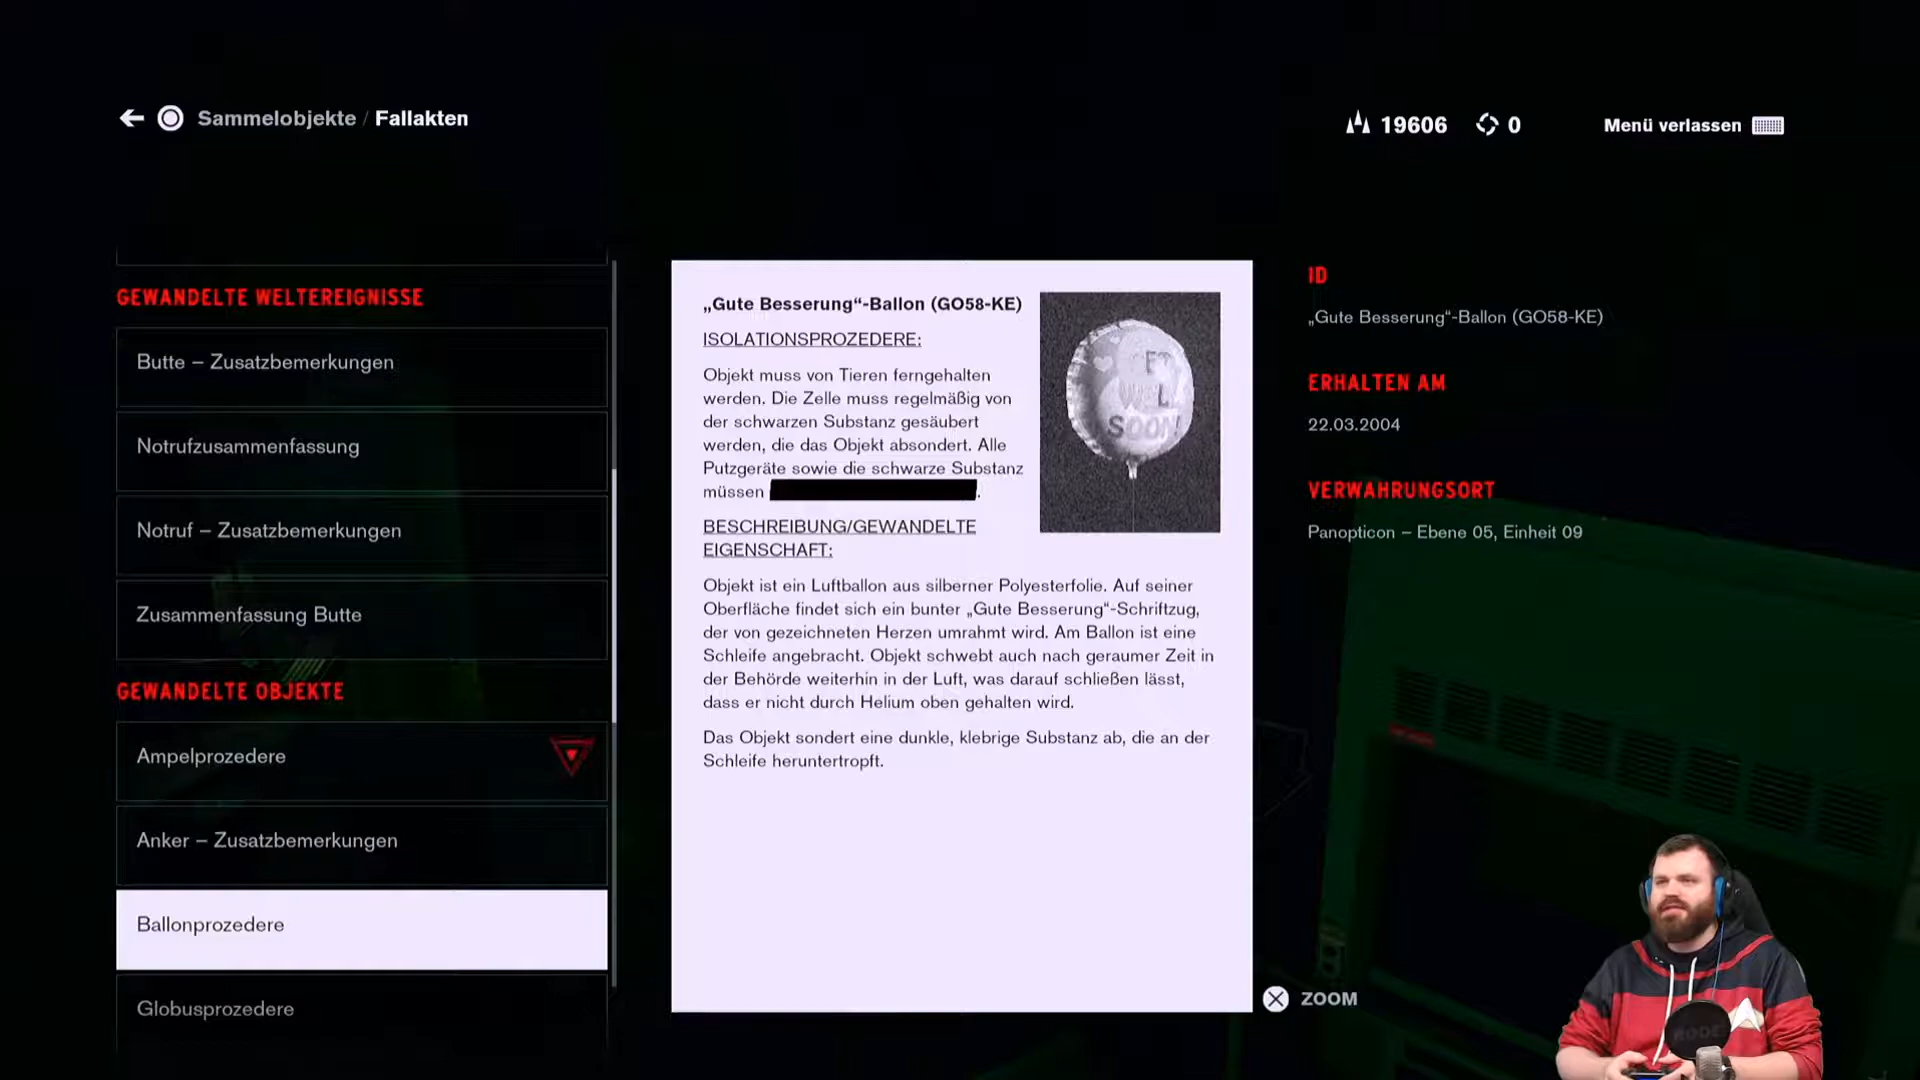 Sammelobjekte / Fallakten
19606
0
Menü verlassen
GEWANDELTE WELTEREIGNISSE
Butte – Zusatzbemerkungen
Notrufzusammenfassung
Notruf – Zusatzbemerkungen
Zusammenfassung Butte
GEWANDELTE OBJEKTE
Ampelprozedere
Anker – Zusatzbemerkungen
Ballonprozedere
Globusprozedere
„Gute Besserung“-Ballon (GO58-KE)
ISOLATIONSPROZEDERE:
Objekt muss von Tieren ferngehalten
werden. Die Zelle muss regelmäßig von
der schwarzen Substanz gesäubert
werden, die das Objekt absondert. Alle
Putzgeräte sowie die schwarze Substanz
müssen .
BESCHREIBUNG/GEWANDELTE
EIGENSCHAFT:
Objekt ist ein Luftballon aus silberner Polyesterfolie. Auf seiner
Oberfläche findet sich ein bunter „Gute Besserung“-Schriftzug,
der von gezeichneten Herzen umrahmt wird. Am Ballon ist eine
Schleife angebracht. Objekt schwebt auch nach geraumer Zeit in
der Behörde weiterhin in der Luft, was darauf schließen lässt,
dass er nicht durch Helium oben gehalten wird.
Das Objekt sondert eine dunkle, klebrige Substanz ab, die an der
Schleife heruntertropft.
SOON
ID
„Gute Besserung“-Ballon (GO58-KE)
ERHALTEN AM
22.03.2004
VERWAHRUNGSORT
Panopticon – Ebene 05, Einheit 09
ZOOM
RODE